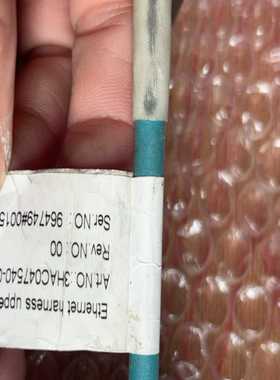 Ethernet harness uppe
Art.NO: 3HAC047540-0
Rev.NO: 00
Ser.NO: 964749#0015